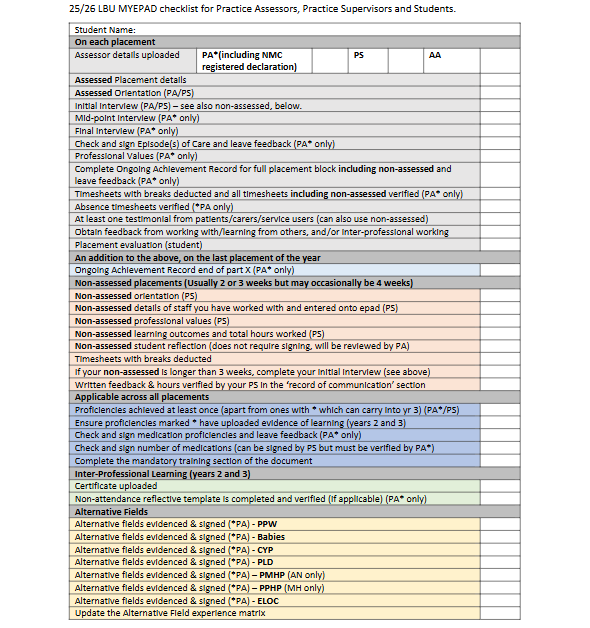 25/26 LBU MYEPAD checklist for Practice Assessors, Practice Supervisors and Students.
Student Name:
On each placement
Assessor details uploaded PA*(including NMC PS AA
registered declaration)
Assessed Placement details
Assessed Orientation (PA/PS)
Initial Interview (PA/PS) – see also non-assessed, below.
Mid-point Interview (PA* only)
Final Interview (PA* only)
Check and sign Episode(s) of Care and leave feedback (PA* only)
Professional Values (PA* only)
Complete Ongoing Achievement Record for full placement block including non-assessed and
leave feedback (PA* only)
Timesheets with breaks deducted and all timesheets including non-assessed verified (PA* only)
Absence timesheets verified (*PA only)
At least one testimonial from patients/carers/service users (can also use non-assessed)
Obtain feedback from working with/learning from others, and/or inter-professional working
Placement evaluation (student)
An addition to the above, on the last placement of the year
Ongoing Achievement Record end of part X (PA* only)
Non-assessed placements (Usually 2 or 3 weeks but may occasionally be 4 weeks)
Non-assessed orientation (PS)
Non-assessed details of staff you have worked with and entered onto epad (PS)
Non-assessed professional values (PS)
Non-assessed learning outcomes and total hours worked (PS)
Non-assessed student reflection (does not require signing, will be reviewed by PA)
Timesheets with breaks deducted
If your non-assessed is longer than 3 weeks, complete your initial interview (see above)
Written feedback & hours verified by your PS in the ‘record of communication’ section
Applicable across all placements
Proficiencies achieved at least once (apart from ones with * which can carry into yr 3) (PA*/PS)
Ensure proficiencies marked * have uploaded evidence of learning (years 2 and 3)
Check and sign medication proficiencies and leave feedback (PA* only)
Check and sign number of medications (can be signed by PS but must be verified by PA*)
Complete the mandatory training section of the document
Inter-Professional Learning (years 2 and 3)
Certificate uploaded
Non-attendance reflective template is completed and verified (if applicable) (PA* only)
Alternative Fields
Alternative fields evidenced & signed (*PA) - PPW
Alternative fields evidenced & signed (*PA) - Babies
Alternative fields evidenced & signed (*PA) - CYP
Alternative fields evidenced & signed (*PA) - PLD
Alternative fields evidenced & signed (*PA) – PMHP (AN only)
Alternative fields evidenced & signed (*PA) – PPHP (MH only)
Alternative fields evidenced & signed (*PA) - ELOC
Update the Alternative Field experience matrix